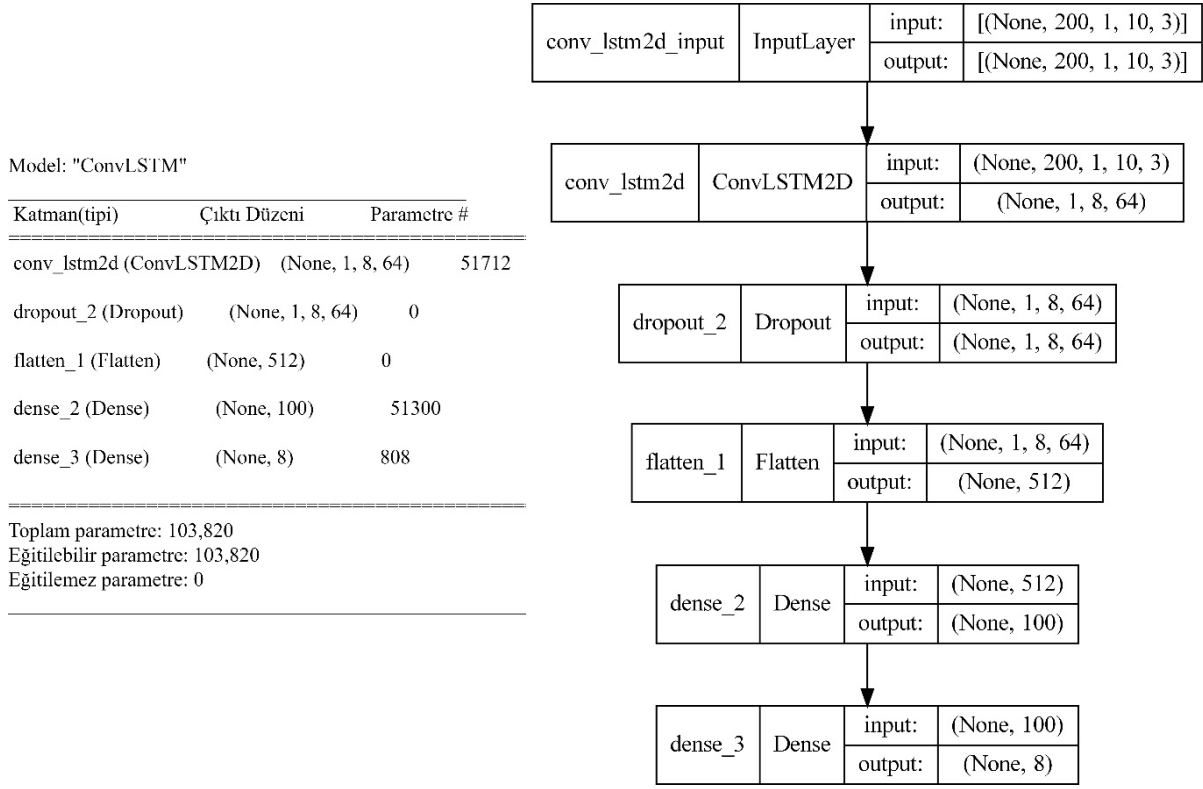 Model: "ConvLSTM"
Katman(tipi) Çıktı Düzeni Parametre #
conv_lstm2d (ConvLSTM2D) (None, 1, 8, 64) 51712
dropout_2 (Dropout) (None, 1, 8, 64) 0
flatten_1 (Flatten) (None, 512) 0
dense_2 (Dense) (None, 100) 51300
dense_3 (Dense) (None, 8) 808
Toplam parametre: 103,820
Eğitilebilir parametre: 103,820
Eğitilemez parametre: 0
conv_lstm2d_input InputLayer input: [(None, 200, 1, 10, 3)]
output: [(None, 200, 1, 10, 3)]
conv_lstm2d ConvLSTM2D input: (None, 200, 1, 10, 3)
output: (None, 1, 8, 64)
dropout_2 Dropout input: (None, 1, 8, 64)
output: (None, 1, 8, 64)
flatten_1 Flatten input: (None, 1, 8, 64)
output: (None, 512)
dense_2 Dense input: (None, 512)
output: (None, 100)
dense_3 Dense input: (None, 100)
output: (None, 8)